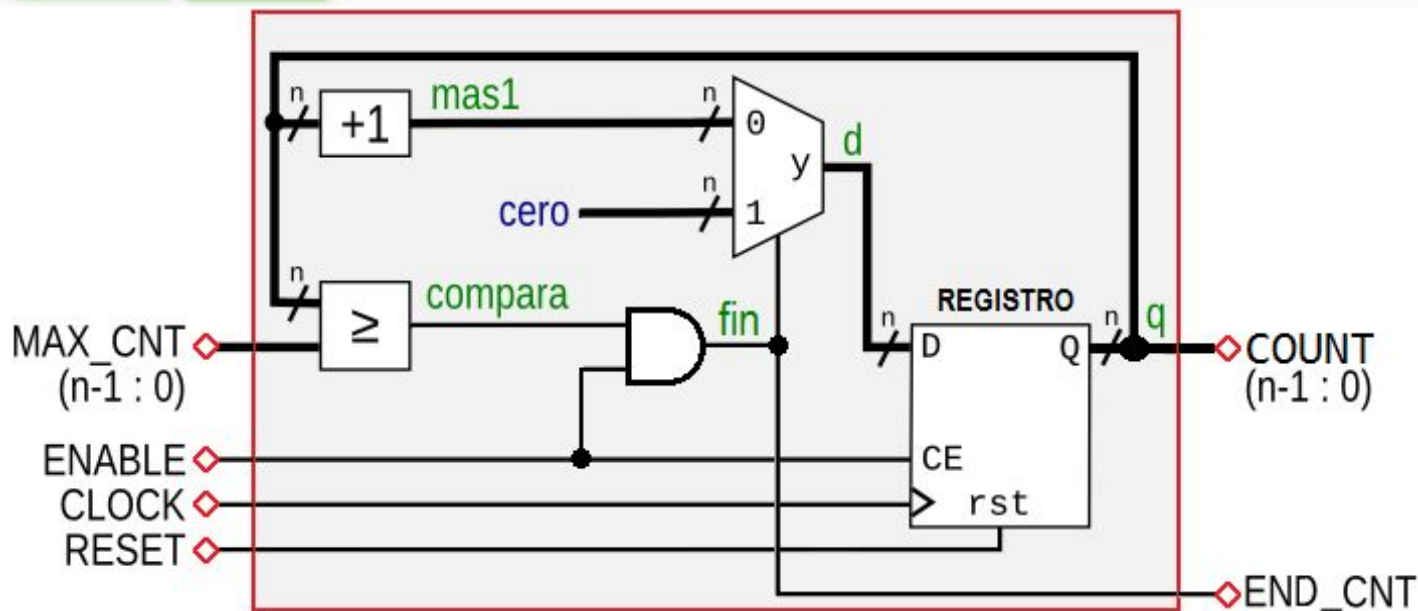 n
+1
mas1
n
0
y
d
cero
n
1
n
≥
compara
fin
REGISTRO
n
D
Q
n
q
MAX_CNT
(n-1 : 0)
COUNT
(n-1 : 0)
ENABLE
CE
CLOCK
rst
RESET
END_CNT